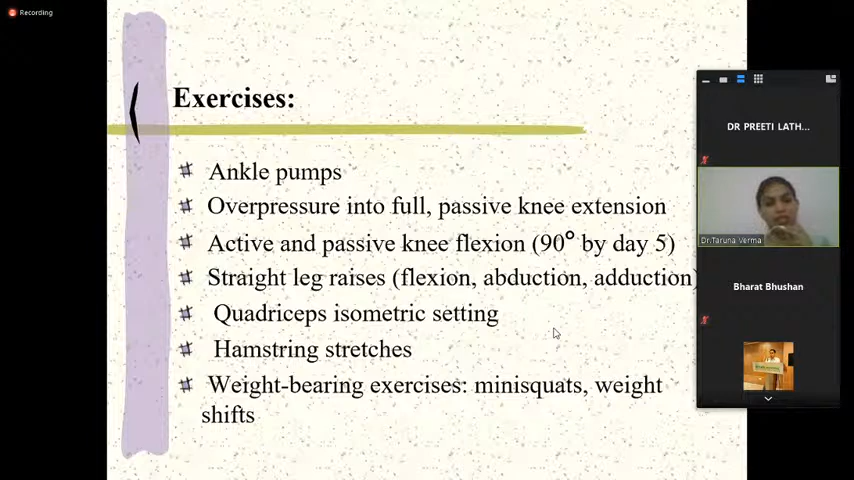 Recording
Exercises:
Ankle pumps
Overpressure into full, passive knee extension
Active and passive knee flexion (90° by day 5)
Straight leg raises (flexion, abduction, adduction)
Quadriceps isometric setting
Hamstring stretches
Weight-bearing exercises: minisquats, weight
shifts
DR PREETI LATH...
Dr.Taruna Verma
Bharat Bhushan